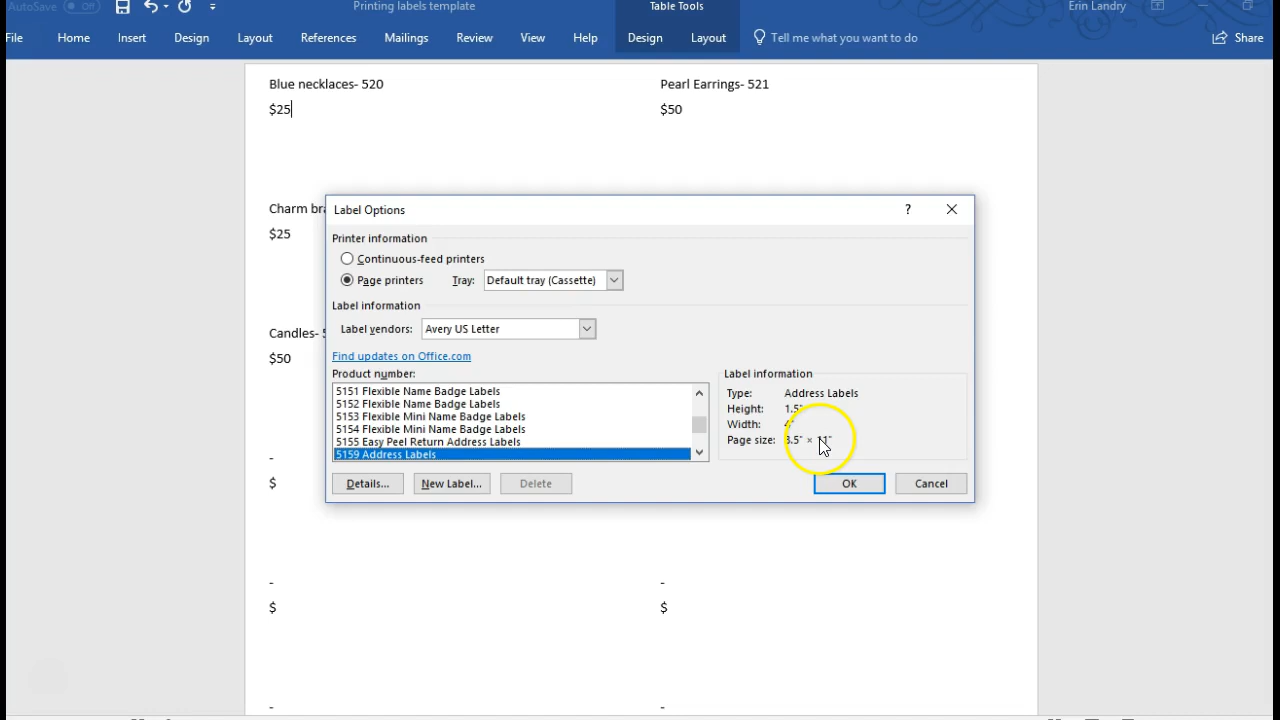 AutoSave Off Printing labels template Table Tools Erin Landry
File Home Insert Design Layout References Mailings Review View Help Design Layout Tell me what you want to do Share
Blue necklaces- 520 Pearl Earrings- 521
$25 $50
Label Options ?
Charm
$25
Printer information
Continuous-feed printers
Page printers Tray: Default tray (Cassette)
Label information
Label vendors: Avery US Letter
Candles-
$50
Find updates on Office.com
Product number: Label information
5151 Flexible Name Badge Labels
5152 Flexible Name Badge Labels
5153 Flexible Mini Name Badge Labels
5154 Flexible Mini Name Badge Labels
5155 Easy Peel Return Address Labels
5159 Address Labels
Type: Address Labels
Height: 1.5"
Width: 4"
Page size: 8.5" × 11"
-
$
Details... New Label... Delete OK Cancel
- -
$ $
-